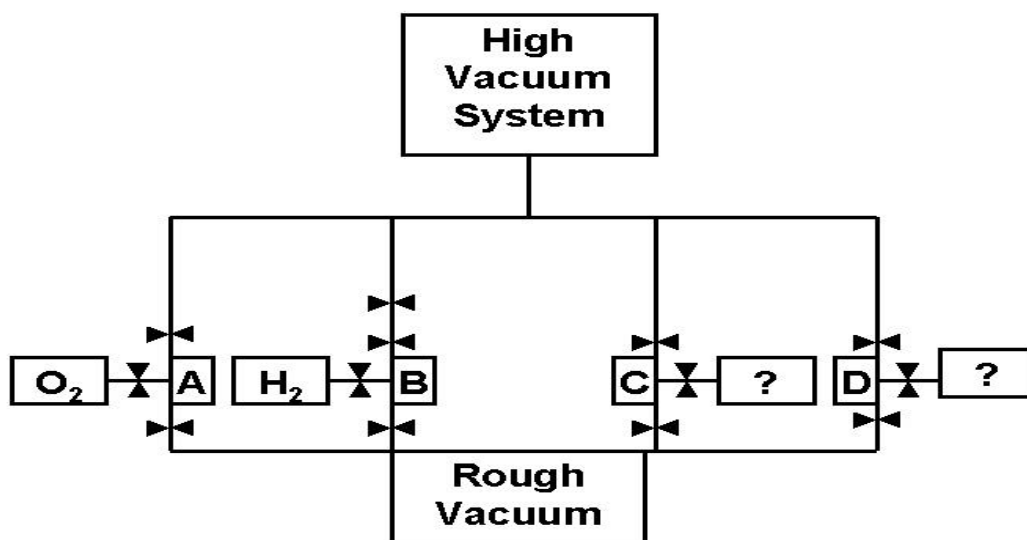 High
Vacuum
System
O₂
A
H₂
B
C
?
D
?
Rough
Vacuum